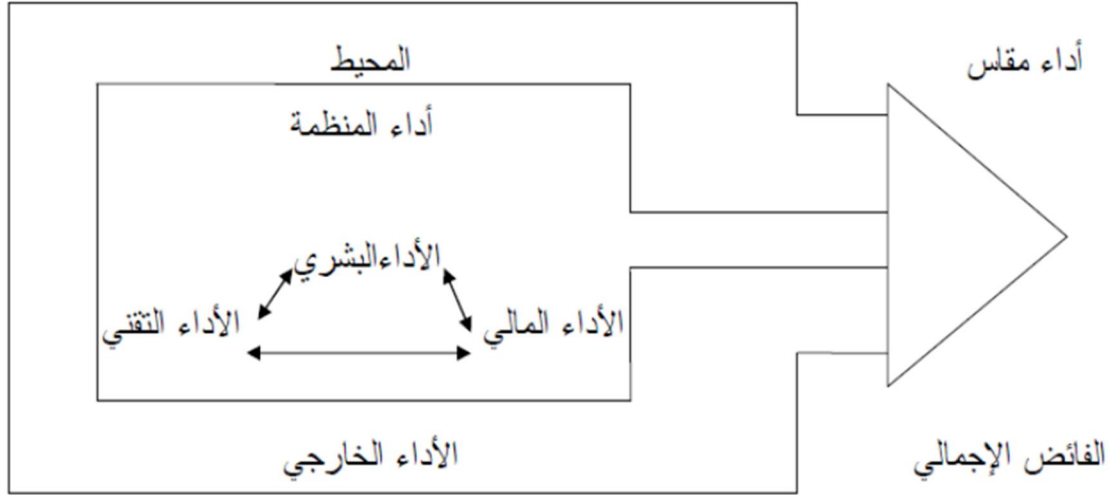 المحيط
أداء مقاس
أداء المنظمة
الأداءالبشري
الأداء المالي
الأداء التقني
الأداء الخارجي
الفائض الإجمالي